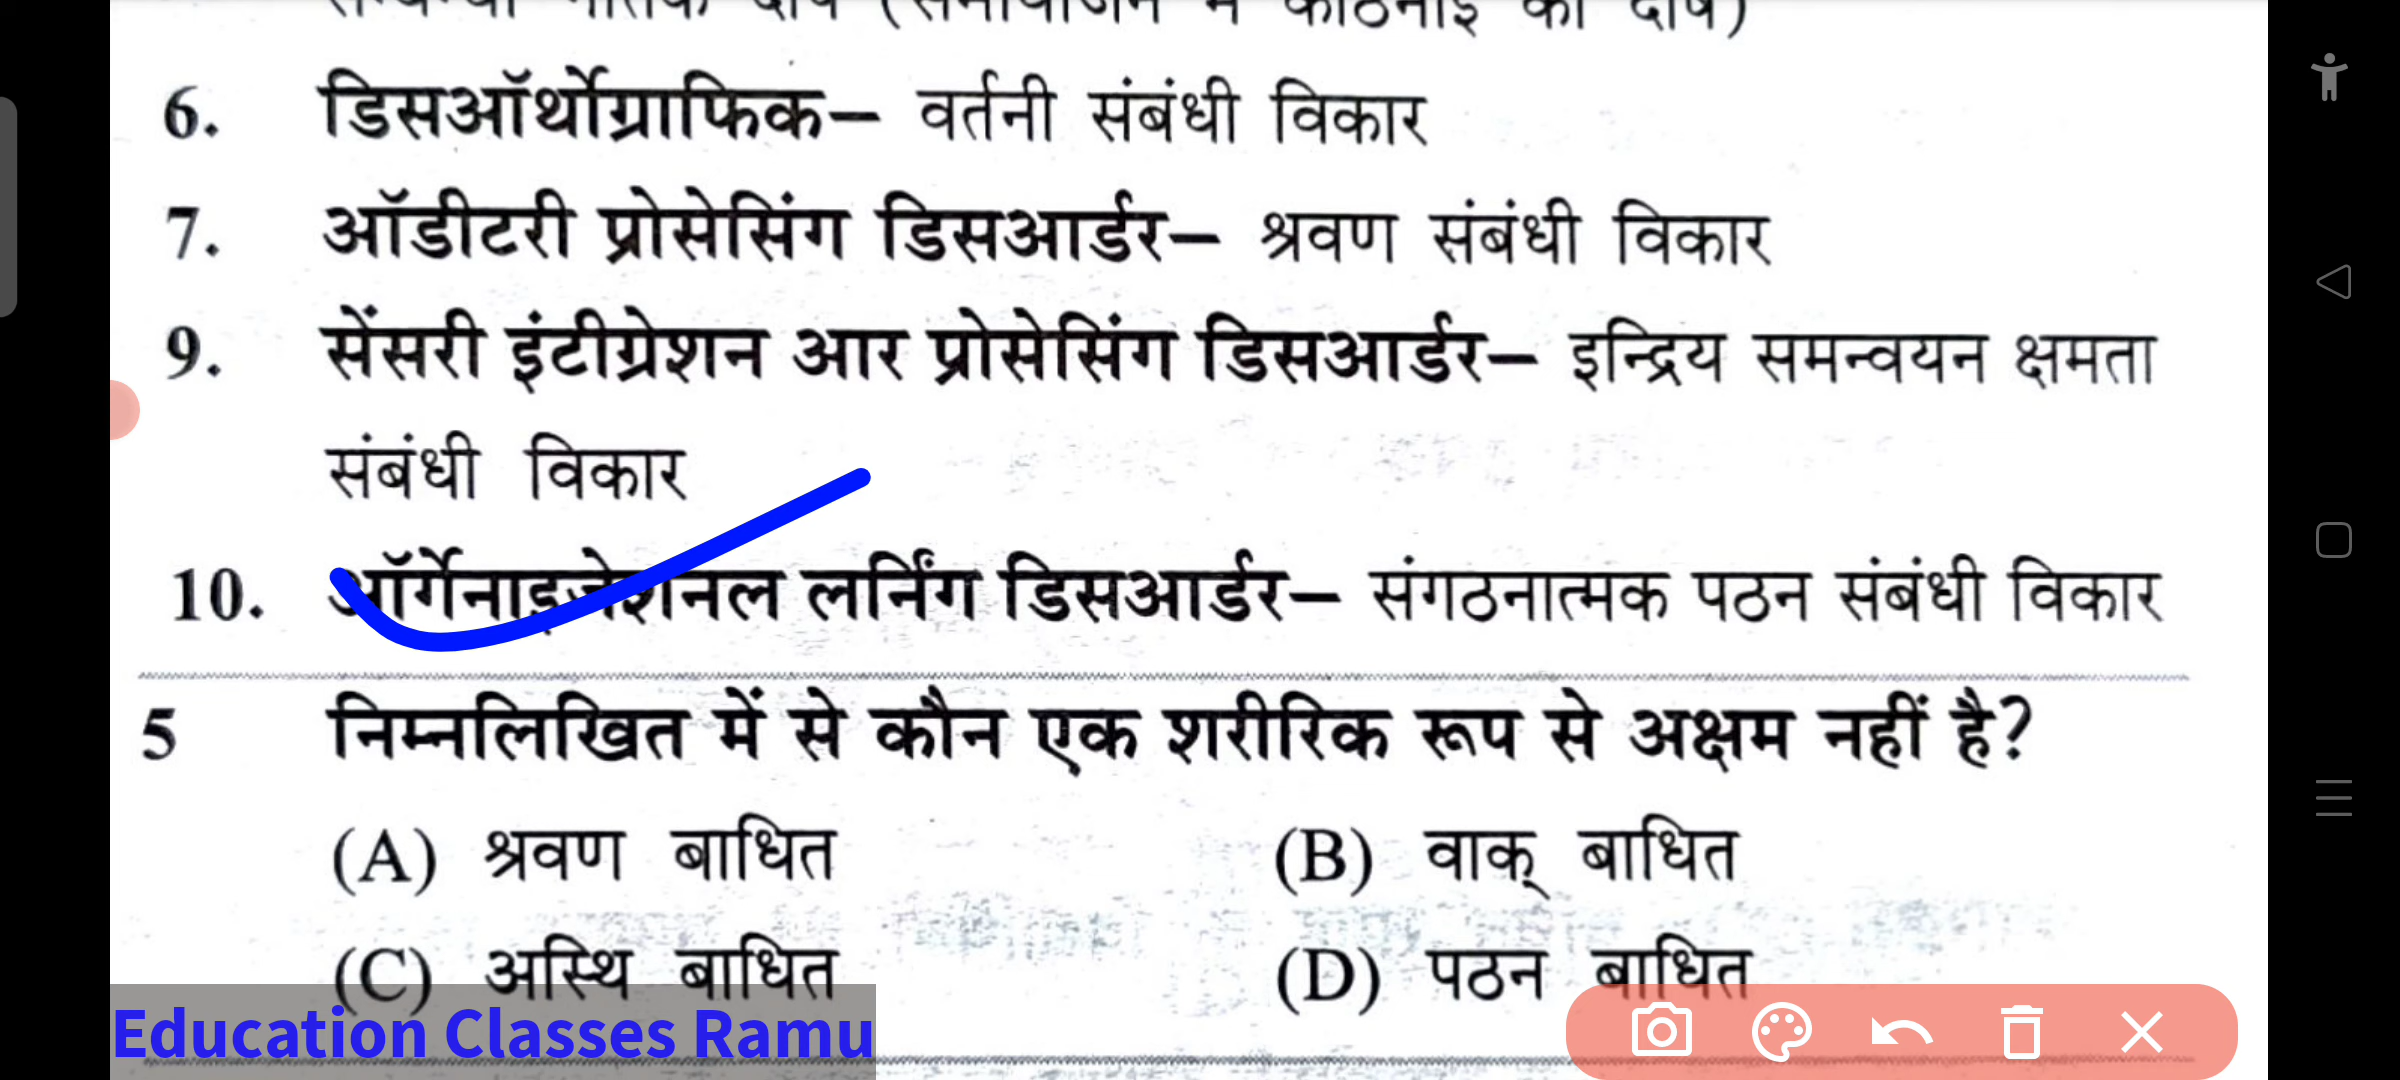 6. डिसऑर्थोग्राफिक– वर्तनी संबंधी विकार
7. ऑडीटरी प्रोसेसिंग डिसआर्डर– श्रवण संबंधी विकार
9. सेंसरी इंटीग्रेशन आर प्रोसेसिंग डिसआर्डर– इन्द्रिय समन्वयन क्षमता
संबंधी विकार
10. ऑर्गेनाइजेशनल लर्निंग डिसआर्डर– संगठनात्मक पठन संबंधी विकार
5 निम्नलिखित में से कौन एक शरीरिक रूप से अक्षम नहीं है?
(A) श्रवण बाधित (B) वाक् बाधित
(C) अस्थि बाधित (D) पठन बाधित
Education Classes Ramu